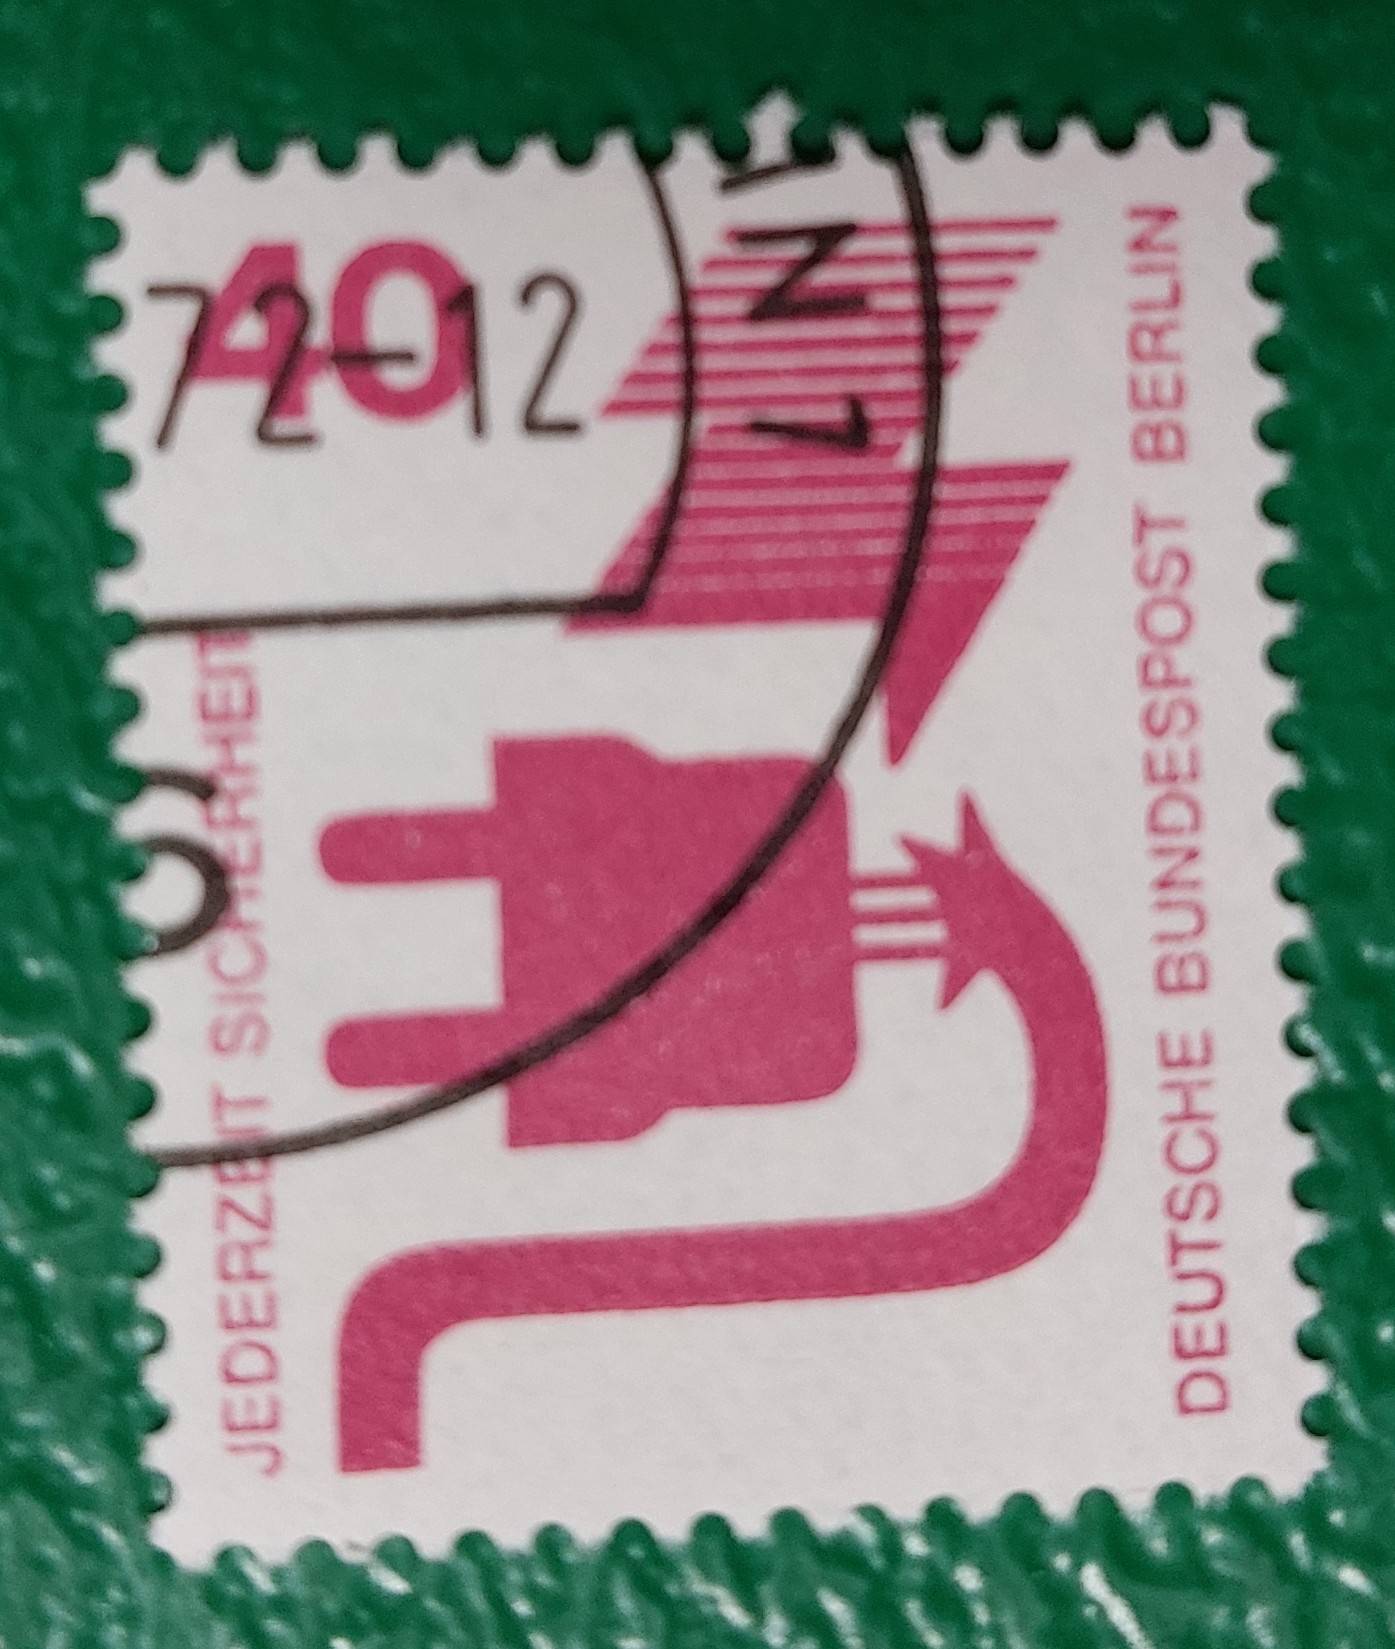 40
72-12
JEDERZEIT SICHERHEIT
DEUTSCHE BUNDESPOST BERLIN